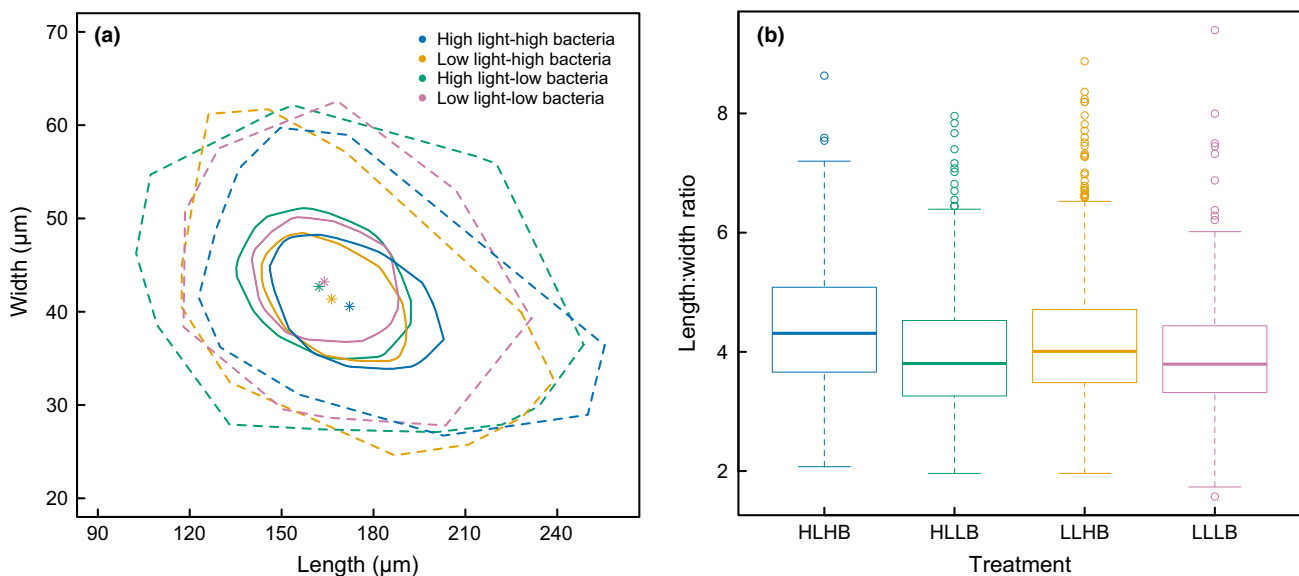 (a)
High light-high bacteria
Low light-high bacteria
High light-low bacteria
Low light-low bacteria
Width (µm)
70
60
50
40
30
20
90
120
150
180
210
240
Length (µm)
(b)
Length:width ratio
8
6
4
2
HLHB
HLLB
LLHB
LLLB
Treatment